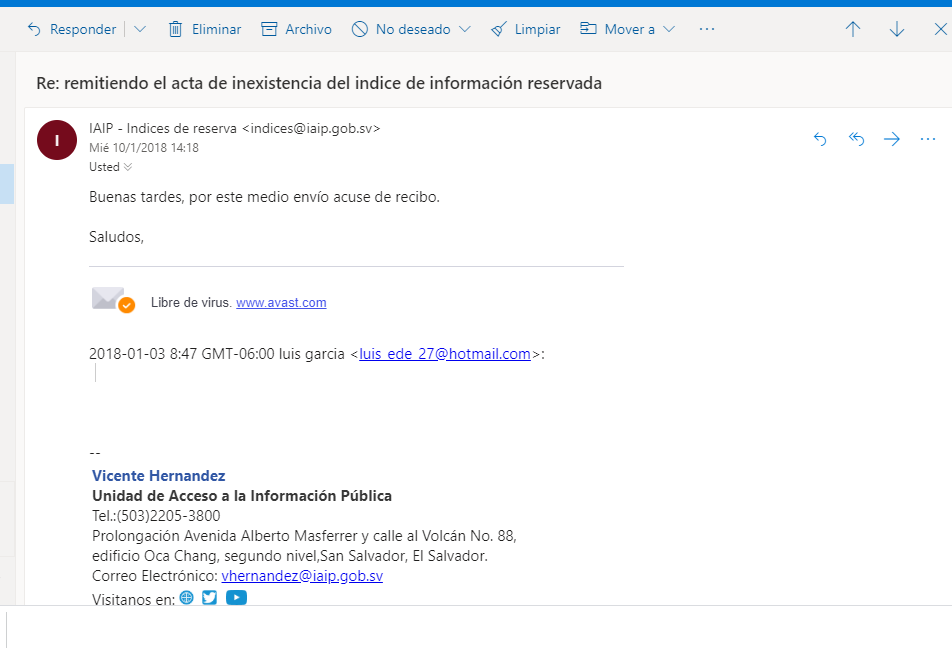 Responder Eliminar Archivo No deseado Limpiar Mover a ...
Re: remitiendo el acta de inexistencia del indice de información reservada
I
IAIP - Indices de reserva <indices@iaip.gob.sv>
Mié 10/1/2018 14:18
Usted
Buenas tardes, por este medio envío acuse de recibo.
Saludos,
Libre de virus. www.avast.com
2018-01-03 8:47 GMT-06:00 luis garcia <luis_ede_27@hotmail.com>:
--
Vicente Hernandez
Unidad de Acceso a la Información Pública
Tel.:(503)2205-3800
Prolongación Avenida Alberto Masferrer y calle al Volcán No. 88,
edificio Oca Chang, segundo nivel,San Salvador, El Salvador.
Correo Electrónico: vhernandez@iaip.gob.sv
Visitanos en: